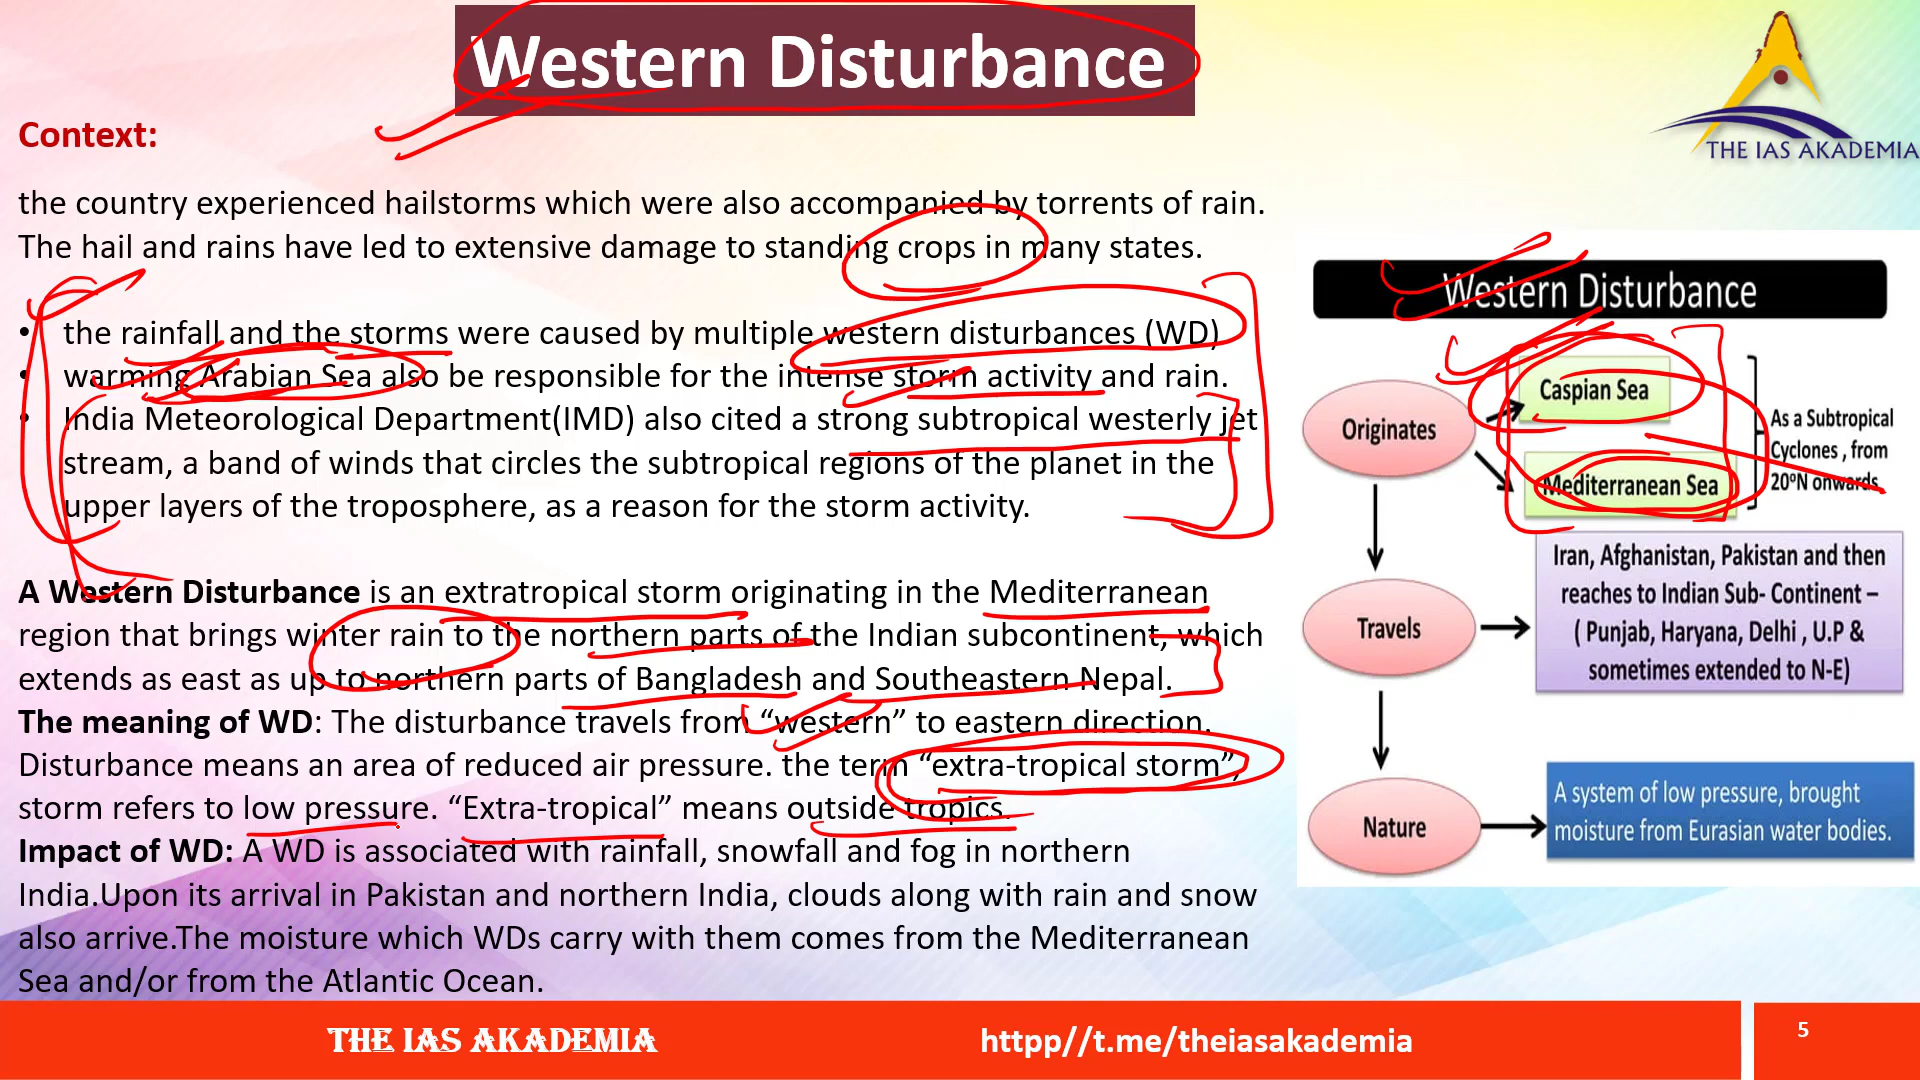 Western Disturbance
THE IAS AKADEMIA
Context:
the country experienced hailstorms which were also accompanied by torrents of rain.
The hail and rains have led to extensive damage to standing crops in many states.
• the rainfall and the storms were caused by multiple western disturbances (WD)
• warming Arabian Sea also be responsible for the intense storm activity and rain.
• India Meteorological Department(IMD) also cited a strong subtropical westerly jet
stream, a band of winds that circles the subtropical regions of the planet in the
upper layers of the troposphere, as a reason for the storm activity.
A Western Disturbance is an extratropical storm originating in the Mediterranean
region that brings winter rain to the northern parts of the Indian subcontinent, which
extends as east as up to northern parts of Bangladesh and Southeastern Nepal.
The meaning of WD: The disturbance travels from “western” to eastern direction.
Disturbance means an area of reduced air pressure. the term “extra-tropical storm”,
storm refers to low pressure. “Extra-tropical” means outside tropics.
Impact of WD: A WD is associated with rainfall, snowfall and fog in northern
India.Upon its arrival in Pakistan and northern India, clouds along with rain and snow
also arrive.The moisture which WDs carry with them comes from the Mediterranean
Sea and/or from the Atlantic Ocean.
Western Disturbance
Originates
Caspian Sea
Mediterranean Sea
As a Subtropical
Cyclones , from
20ºN onwards
Travels
Iran, Afghanistan, Pakistan and then
reaches to Indian Sub- Continent –
( Punjab, Haryana, Delhi , U.P &
sometimes extended to N-E)
Nature
A system of low pressure, brought
moisture from Eurasian water bodies.
THE IAS AKADEMIA
httpp//t.me/theiasakademia
5